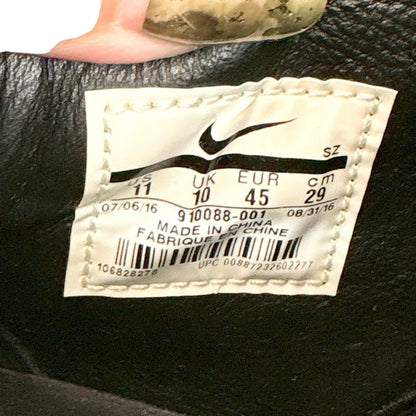 SZ
US UK EUR cm
11 10 45 29
07/06/16 910088-001 08/31/16
MADE IN CHINA
FABRIQUE EN CHINE
106828278 UPC 00887232602277